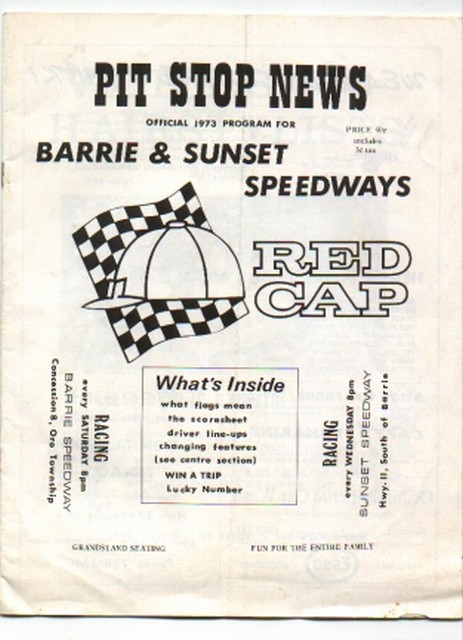 PIT STOP NEWS
OFFICIAL 1973 PROGRAM FOR
PRICE 40¢
includes
3¢ tax
BARRIE & SUNSET
SPEEDWAYS
RED
CAP
What's Inside
what flags mean
the scoresheet
driver line-ups
changing features
(see centre section)
WIN A TRIP
Lucky Number
RACING
every SATURDAY 8pm
BARRIE SPEEDWAY
Concession 8, Oro Township
RACING
every WEDNESDAY 8pm
SUNSET SPEEDWAY
Hwy. 11, South of Barrie
GRANDSTAND SEATING
FUN FOR THE ENTIRE FAMILY